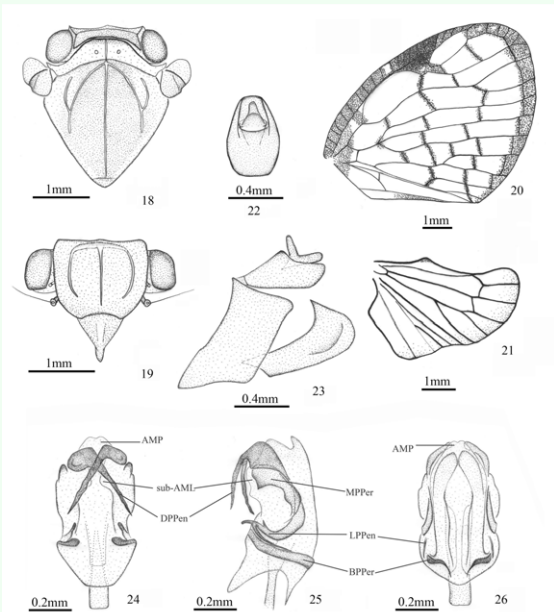 1mm
18
0.4mm
22
20
1mm
1mm
19
0.4mm
23
21
1mm
AMP
sub-AML
DPPen
MPPer
LPPen
BPPer
AMP
0.2mm
24
0.2mm
25
0.2mm
26